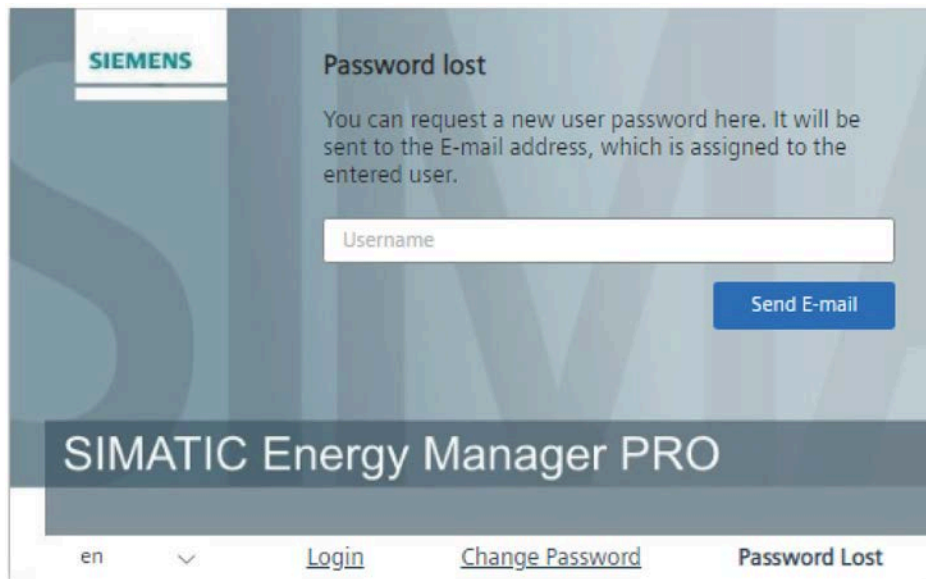 SIEMENS
Password lost
You can request a new user password here. It will be
sent to the E-mail address, which is assigned to the
entered user.
Username
Send E-mail
SIMATIC Energy Manager PRO
en Login Change Password Password Lost